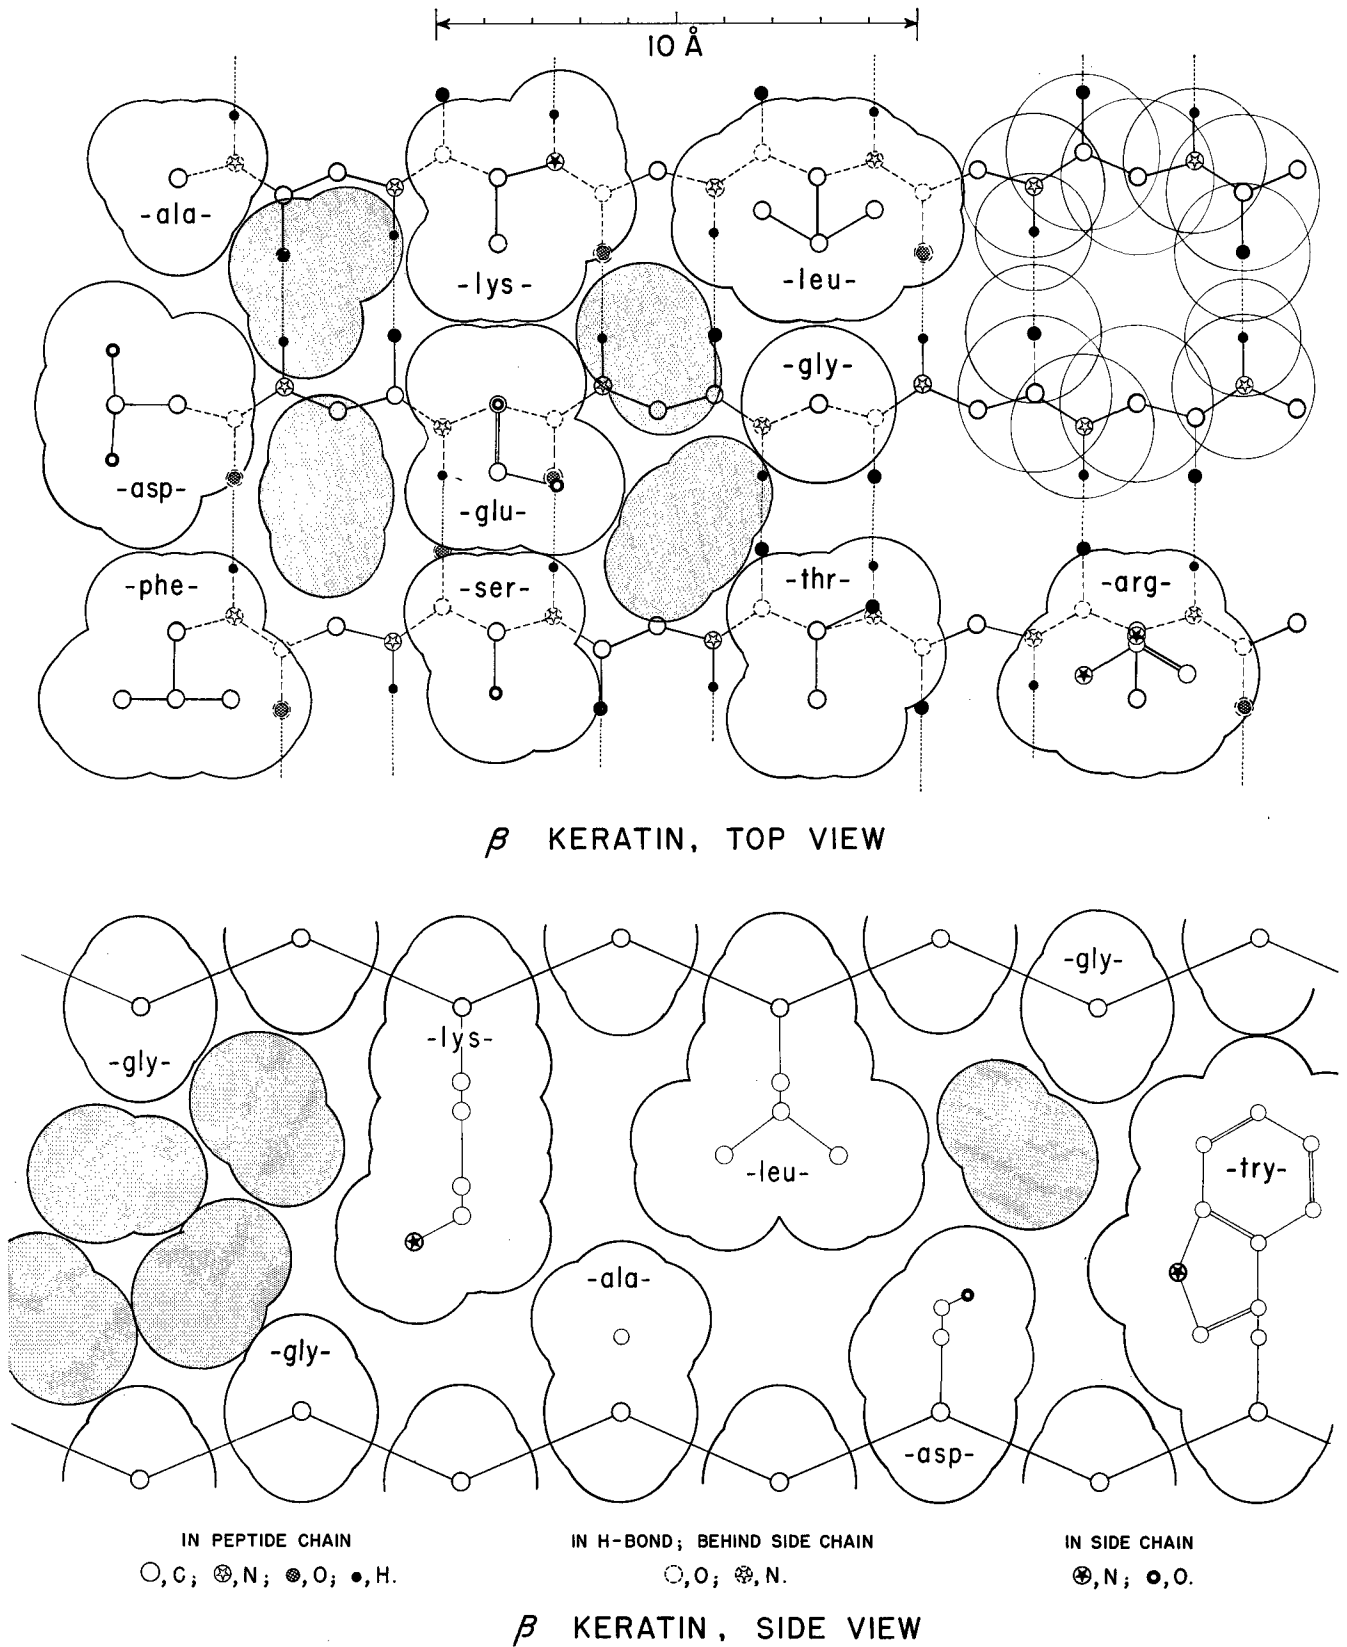 10 Å
-ala-
-lys-
-leu-
-gly-
-asp-
-glu-
-phe-
-ser-
-thr-
-arg-
β KERATIN, TOP VIEW
-gly-
-lys-
-gly-
-leu-
-try-
-ala-
-gly-
-asp-
IN PEPTIDE CHAIN
,C; ,N; ,O; ,H.
IN H-BOND; BEHIND SIDE CHAIN
,O; ,N.
IN SIDE CHAIN
,N; ,O.
β KERATIN, SIDE VIEW